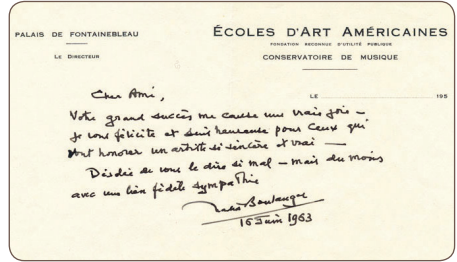 PALAIS DE FONTAINEBLEAU
LE DIRECTEUR
ÉCOLES D'ART AMÉRICAINES
FONDATION RECONNUE D'UTILITÉ PUBLIQUE
CONSERVATOIRE DE MUSIQUE
LE 195
Cher Ami,
Votre grand succès me cause une vraie joie –
Je vous félicite et suis heureuse pour ceux qui
vont honorer un artiste si sincère et vrai –
Désolée de vous le dire si mal – mais du moins
avec une bien fidèle sympathie
Nadia Boulanger
16 Juin 1963